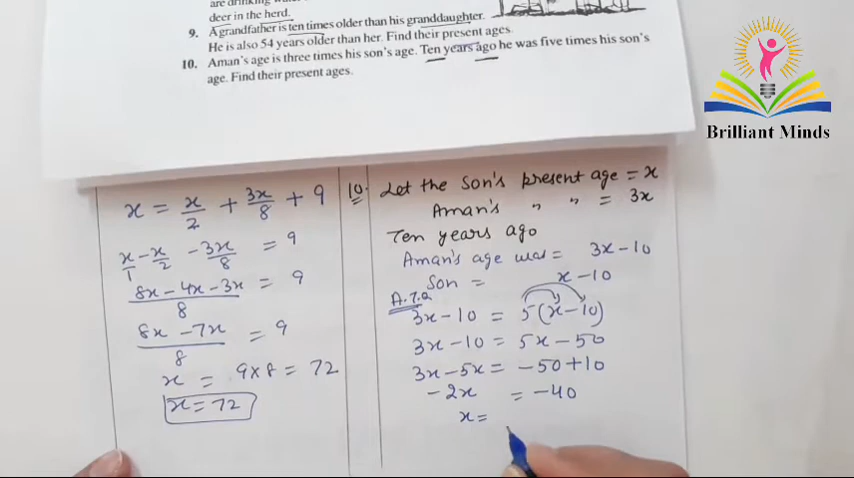 are drinking
deer in the herd.
9. A grandfather is ten times older than his granddaughter.
He is also 54 years older than her. Find their present ages.
10. Aman's age is three times his son's age. Ten years ago he was five times his son's
age. Find their present ages.
Brilliant Minds
x = x/2 + 3x/8 + 9
x/1 - x/2 - 3x/8 = 9
8x - 4x - 3x / 8 = 9
8x - 7x / 8 = 9
x = 9x8 = 72
x = 72
10. Let the Son's present age = x
Aman's " " = 3x
Ten years ago
Aman's age was = 3x-10
Son = x-10
A.T.Q
3x-10 = 5(x-10)
3x-10 = 5x-50
3x-5x = -50+10
-2x = -40
x =